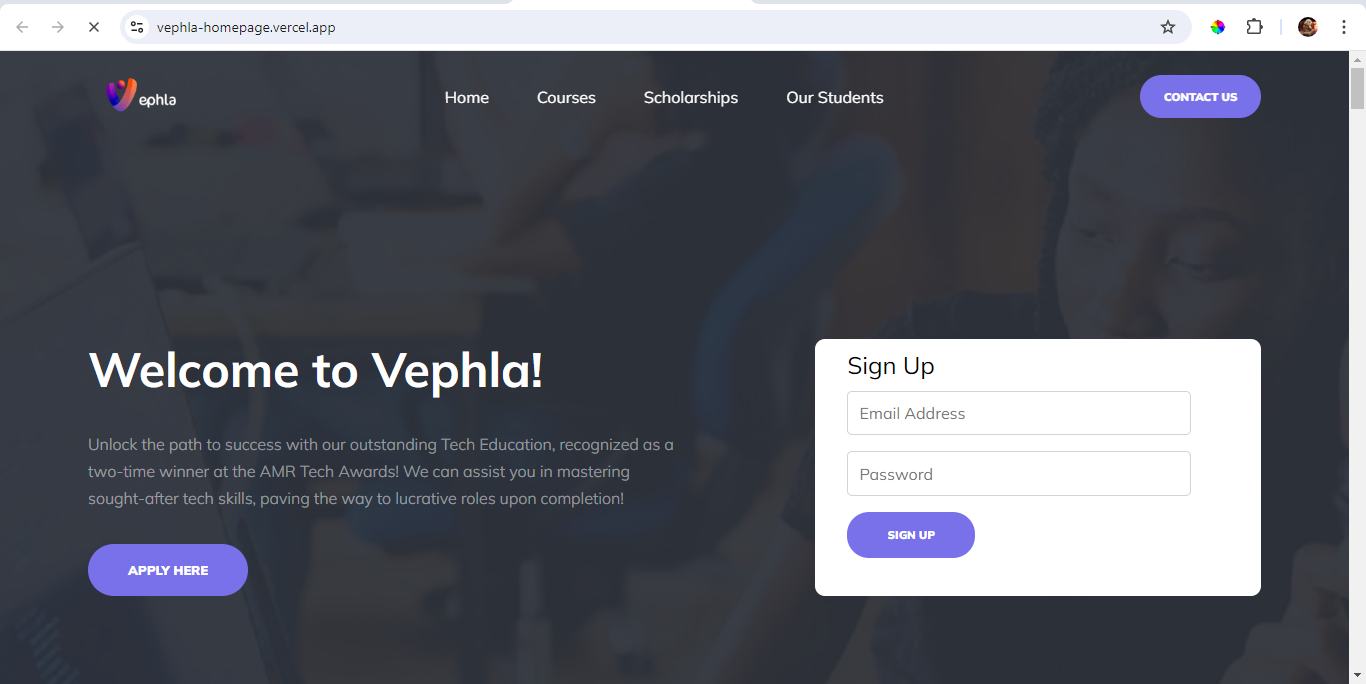 vephla-homepage.vercel.app
ephla
Home
Courses
Scholarships
Our Students
CONTACT US
Welcome to Vephla!
Unlock the path to success with our outstanding Tech Education, recognized as a
two-time winner at the AMR Tech Awards! We can assist you in mastering
sought-after tech skills, paving the way to lucrative roles upon completion!
APPLY HERE
Sign Up
Email Address
Password
SIGN UP